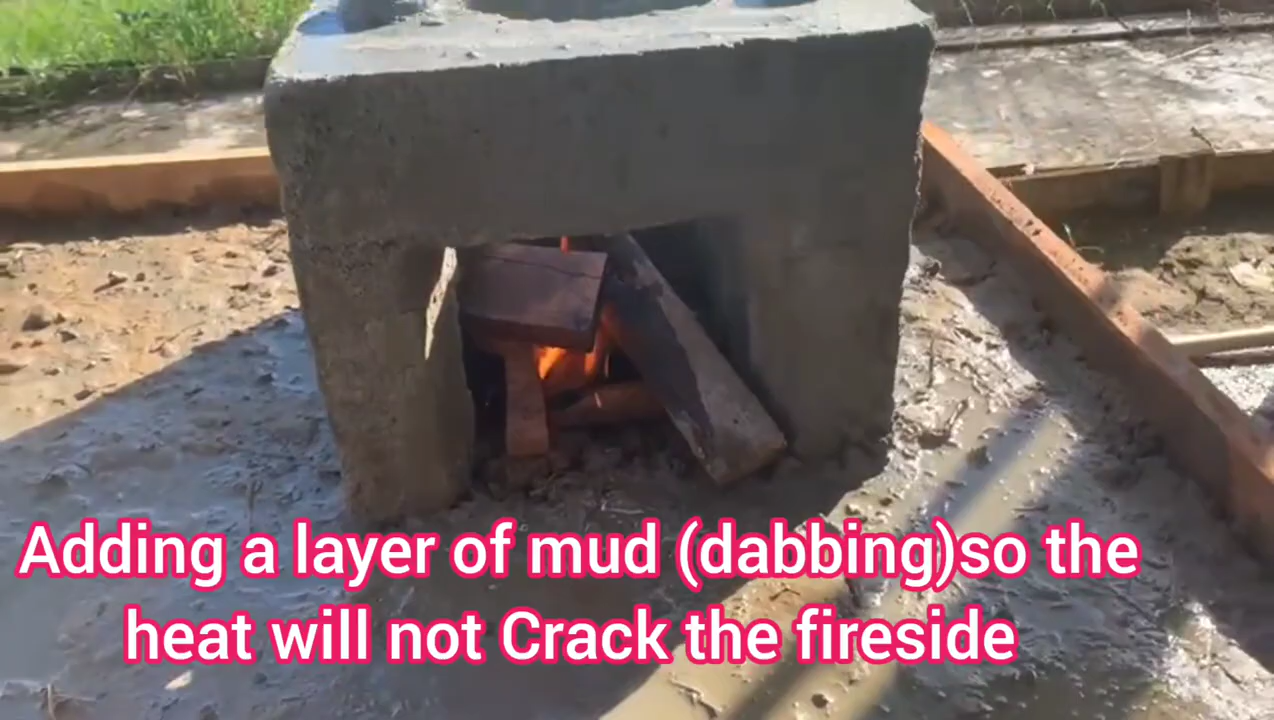 Adding a layer of mud (dabbing)so the
heat will not Crack the fireside